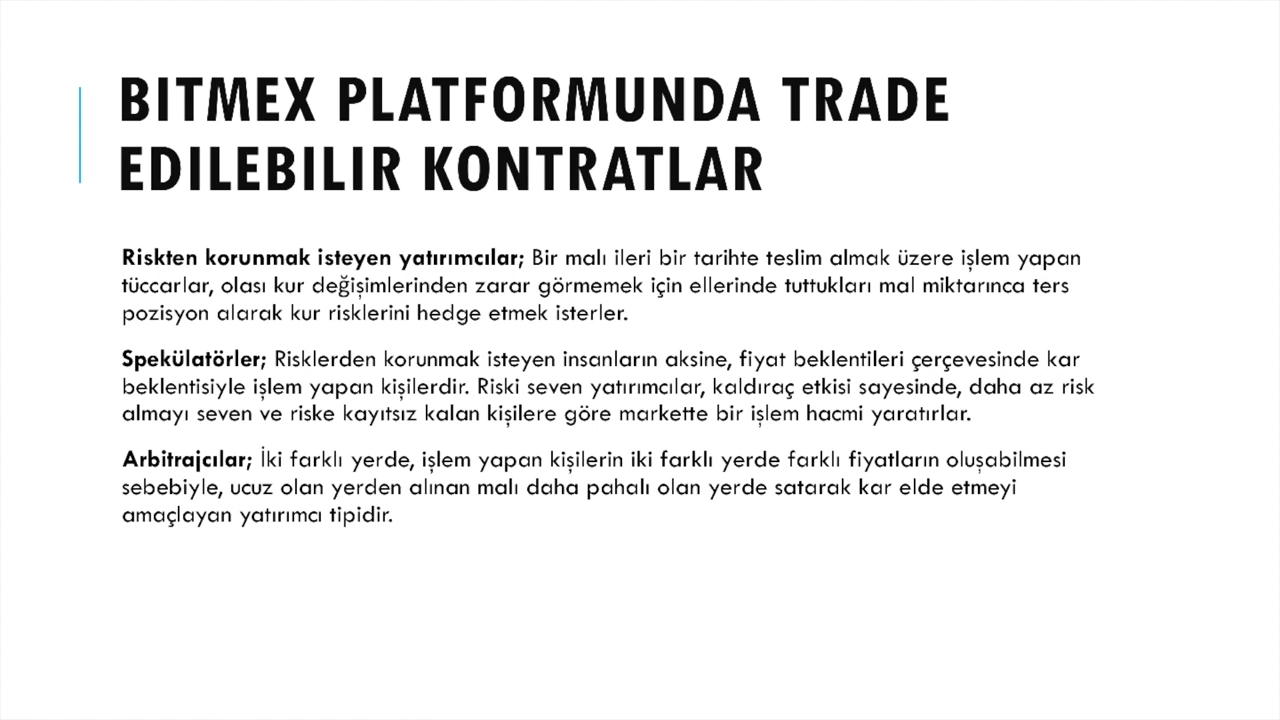 BITMEX PLATFORMUNDA TRADE
EDILEBILIR KONTRATLAR
Riskten korunmak isteyen yatırımcılar; Bir malı ileri bir tarihte teslim almak üzere işlem yapan
tüccarlar, olası kur değişimlerinden zarar görmemek için ellerinde tuttukları mal miktarınca ters
pozisyon alarak kur risklerini hedge etmek isterler.
Spekülatörler; Risklerden korunmak isteyen insanların aksine, fiyat beklentileri çerçevesinde kar
beklentisiyle işlem yapan kişilerdir. Riski seven yatırımcılar, kaldıraç etkisi sayesinde, daha az risk
almayı seven ve riske kayıtsız kalan kişilere göre markette bir işlem hacmi yaratırlar.
Arbitrajcılar; İki farklı yerde, işlem yapan kişilerin iki farklı yerde farklı fiyatların oluşabilmesi
sebebiyle, ucuz olan yerden alınan malı daha pahalı olan yerde satarak kar elde etmeyi
amaçlayan yatırımcı tipidir.